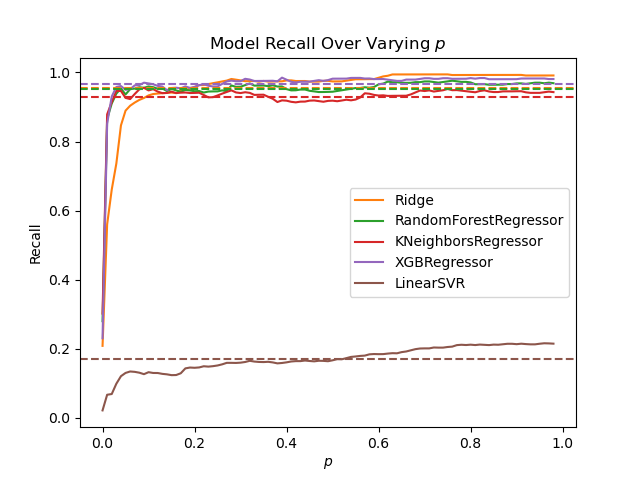 Model Recall Over Varying p
Recall
1.0
0.8
0.6
0.4
0.2
0.0
Ridge
RandomForestRegressor
KNeighborsRegressor
XGBRegressor
LinearSVR
0.0 0.2 0.4 0.6 0.8 1.0
p